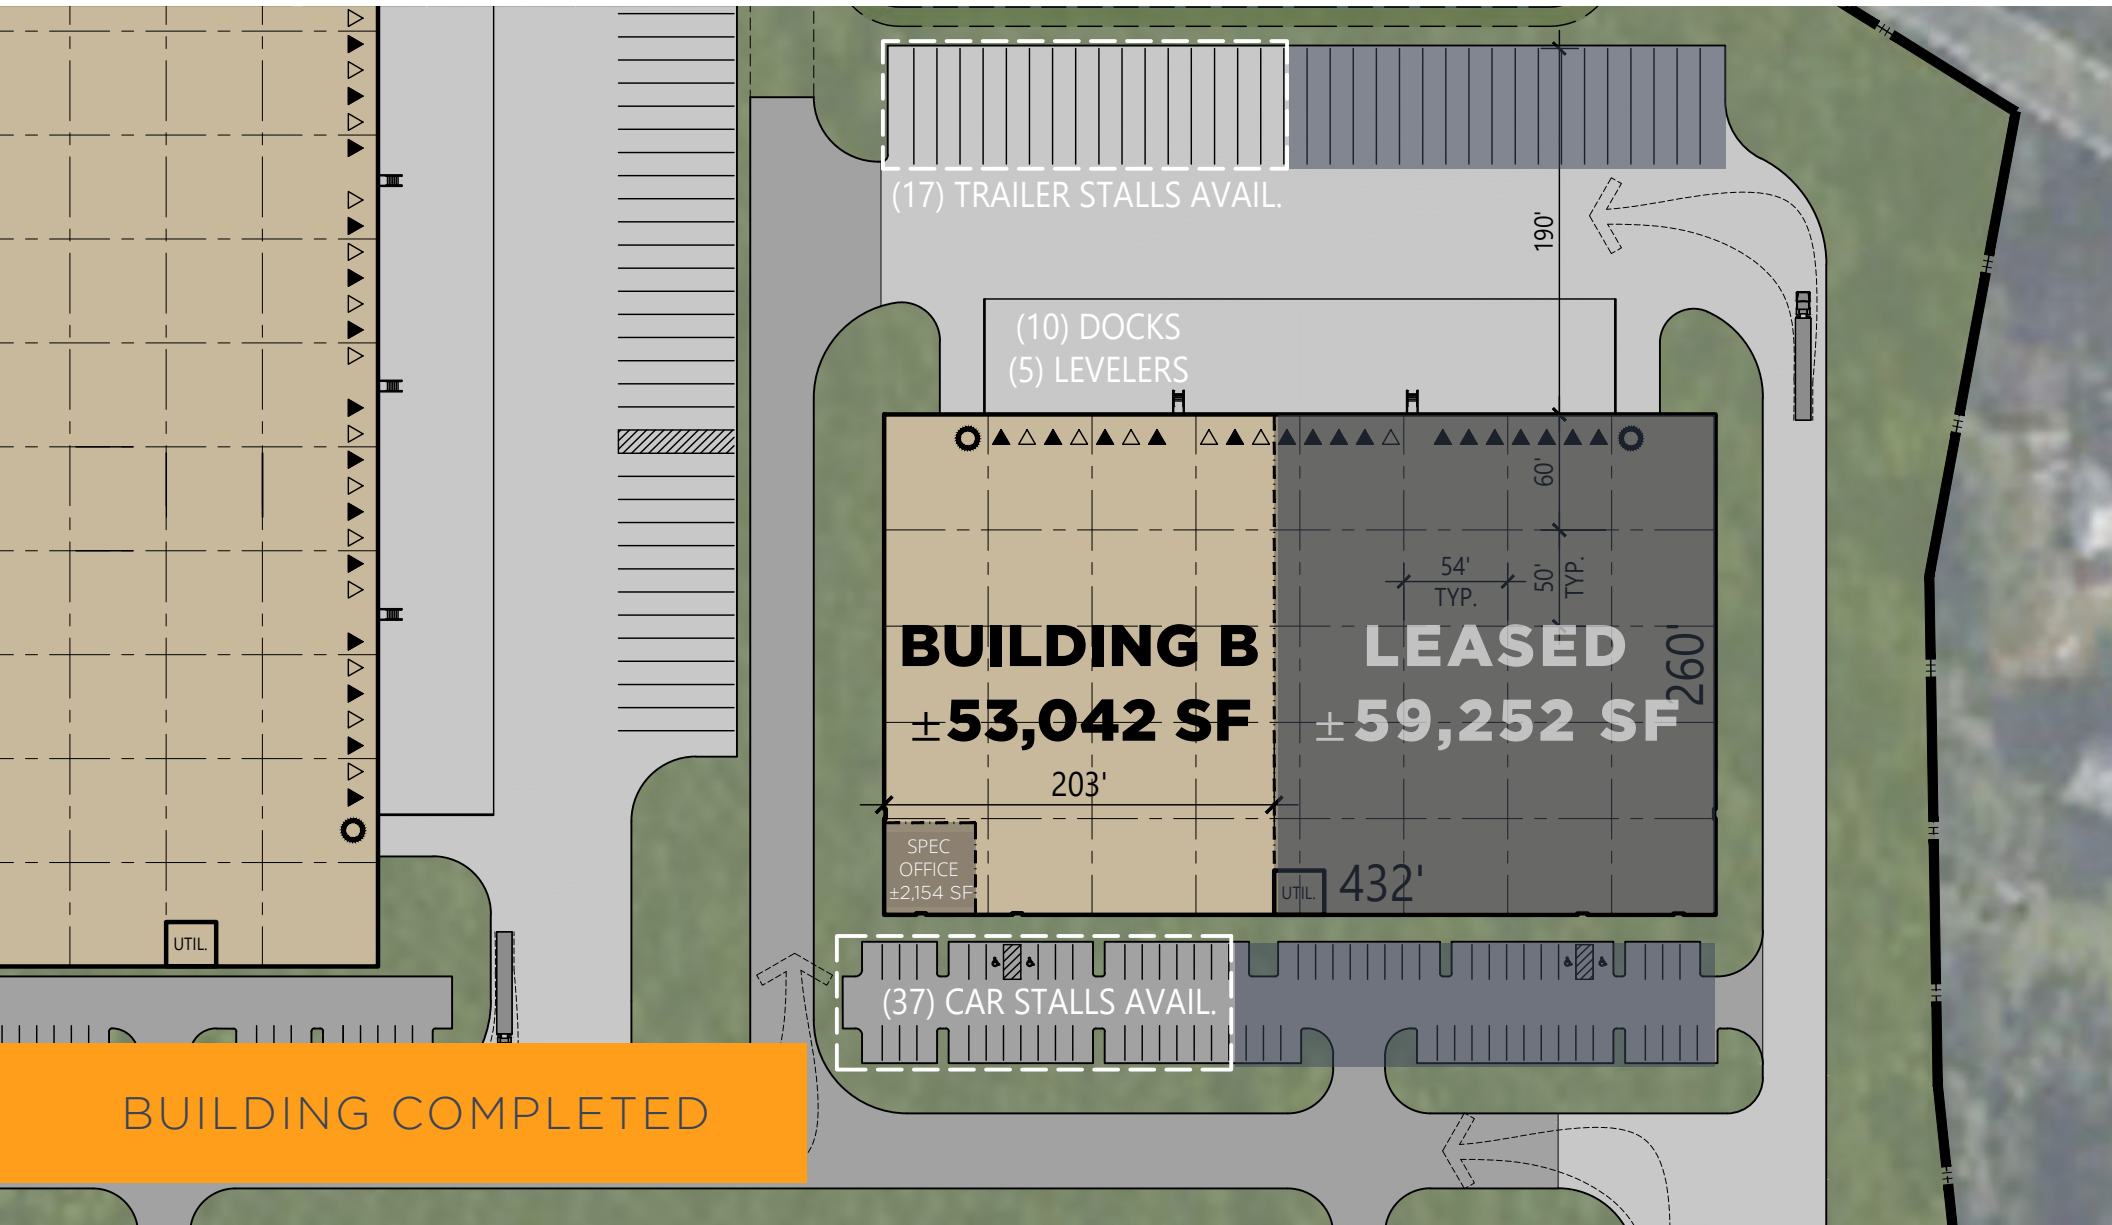 (17) TRAILER STALLS AVAIL.
190'
(10) DOCKS
(5) LEVELERS
60'
54'
TYP.
50'
TYP.
BUILDING B
±53,042 SF
LEASED
±59,252 SF
260'
203'
SPEC
OFFICE
±2,154 SF
UTIL.
432'
UTIL.
(37) CAR STALLS AVAIL.
BUILDING COMPLETED